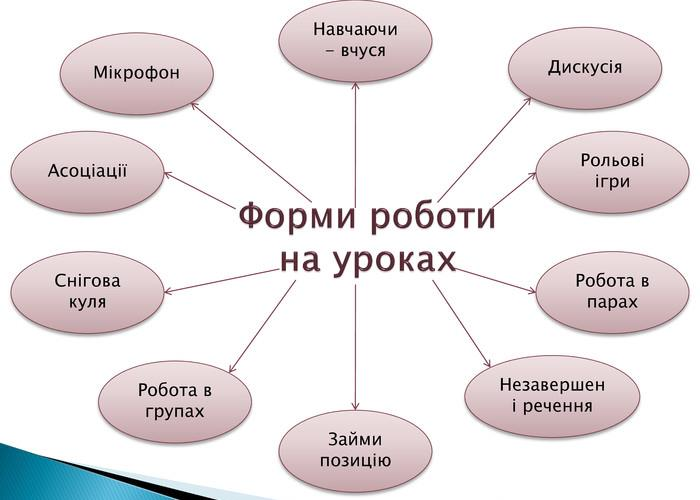 Навчаючи
– вчуся
Мікрофон
Дискусія
Асоціації
Рольові
ігри
Форми роботи
на уроках
Снігова
куля
Робота в
парах
Робота в
групах
Незавершен
і речення
Займи
позицію